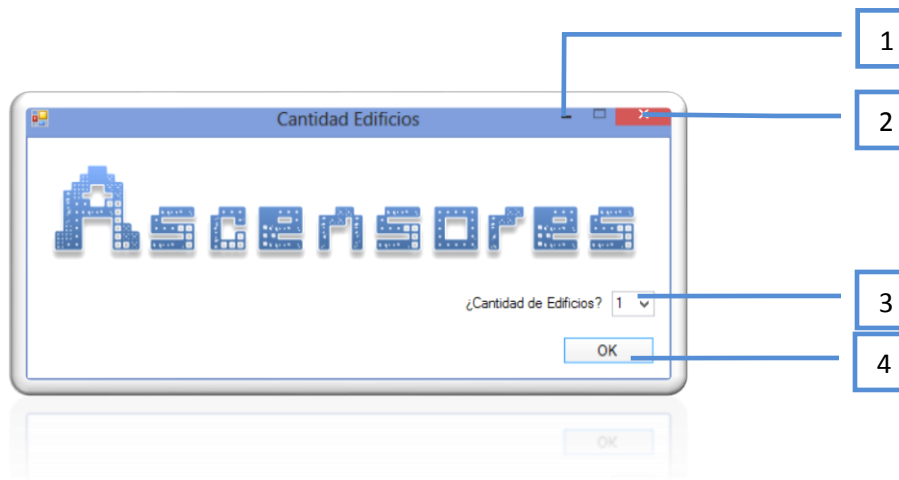 1
Cantidad Edificios
2
Ascensores
¿Cantidad de Edificios? 1
3
OK
4
OK